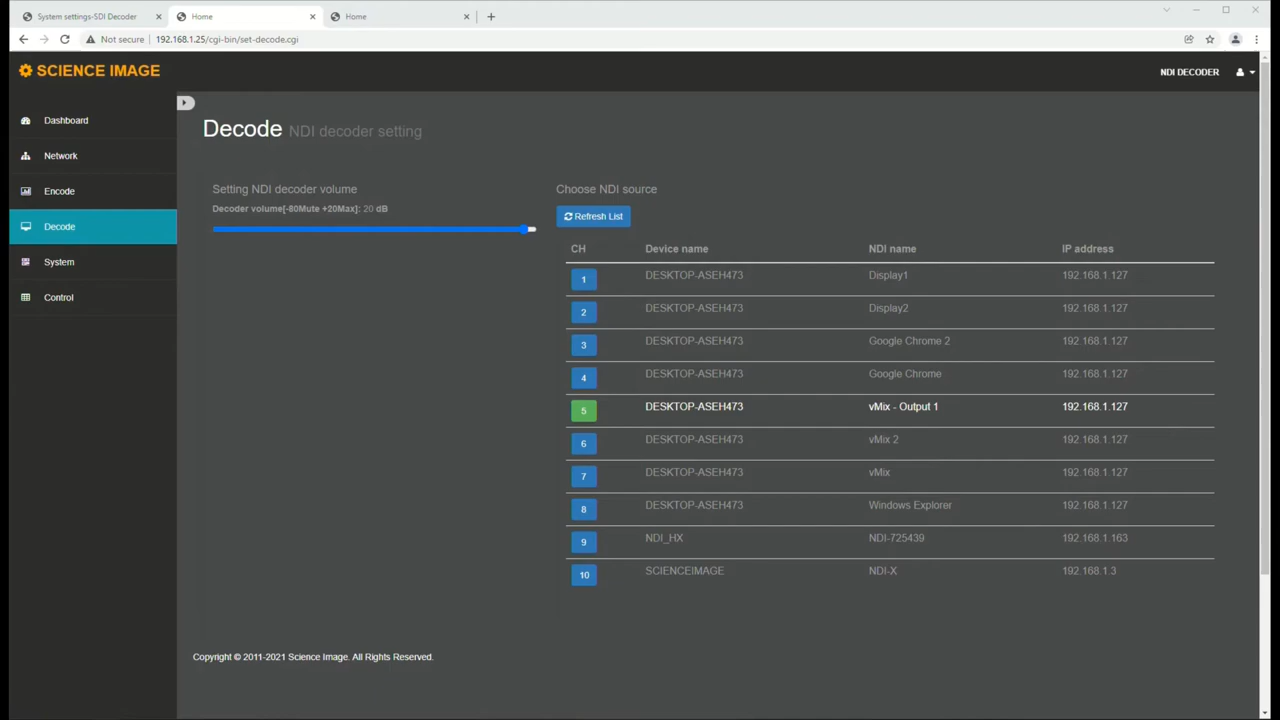 System settings-SDI Decoder
Home
Home
Not secure
192.168.1.25/cgi-bin/set-decode.cgi
SCIENCE IMAGE
NDI DECODER
Dashboard
Network
Encode
Decode
System
Control
Decode NDI decoder setting
Setting NDI decoder volume
Decoder volume[-80Mute +20Max]: 20 dB
Choose NDI source
Refresh List
CH Device name NDI name IP address
1 DESKTOP-ASEH473 Display1 192.168.1.127
2 DESKTOP-ASEH473 Display2 192.168.1.127
3 DESKTOP-ASEH473 Google Chrome 2 192.168.1.127
4 DESKTOP-ASEH473 Google Chrome 192.168.1.127
5 DESKTOP-ASEH473 vMix - Output 1 192.168.1.127
6 DESKTOP-ASEH473 vMix 2 192.168.1.127
7 DESKTOP-ASEH473 vMix 192.168.1.127
8 DESKTOP-ASEH473 Windows Explorer 192.168.1.127
9 NDI_HX NDI-725439 192.168.1.163
10 SCIENCEIMAGE NDI-X 192.168.1.3
Copyright © 2011-2021 Science Image. All Rights Reserved.